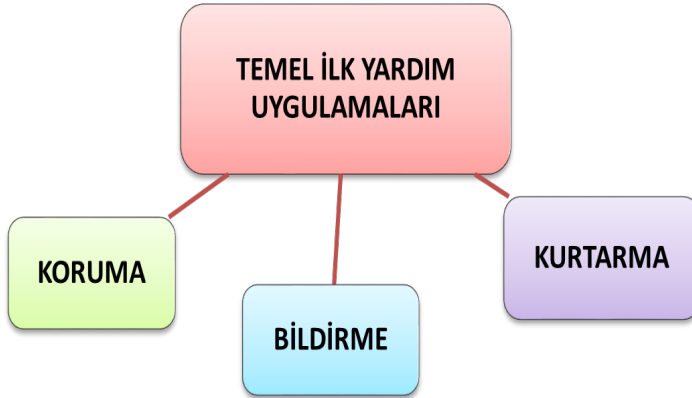 TEMEL İLK YARDIM
UYGULAMALARI
KORUMA
BİLDİRME
KURTARMA